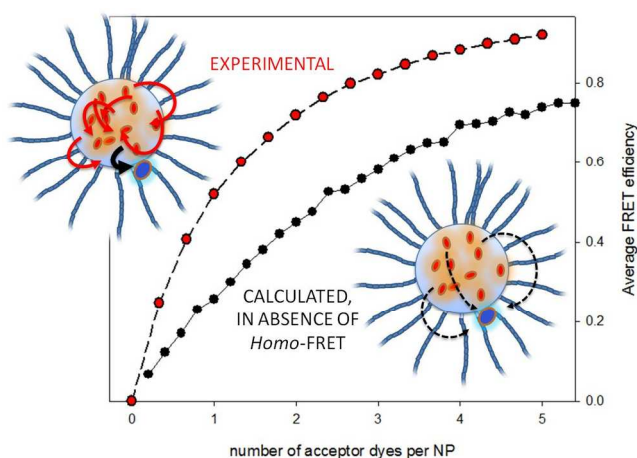 EXPERIMENTAL
CALCULATED,
IN ABSENCE OF
Homo-FRET
0.8
0.6
0.4
0.2
0.0
Average FRET efficiency
0 1 2 3 4 5
number of acceptor dyes per NP